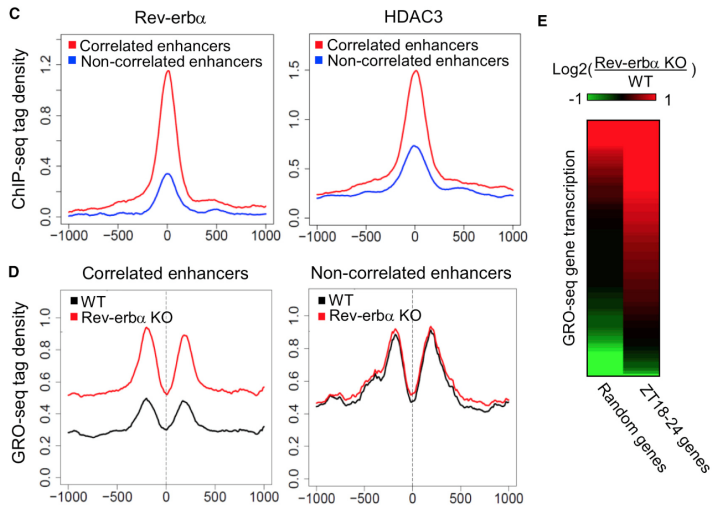 C
Rev-erbα
Correlated enhancers
Non-correlated enhancers
ChIP-seq tag density
0.0 0.4 0.8 1.2
-1000 -500 0 500 1000
HDAC3
Correlated enhancers
Non-correlated enhancers
0.0 0.5 1.0 1.5
-1000 -500 0 500 1000
D
Correlated enhancers
WT
Rev-erbα KO
GRO-seq tag density
0.0 0.2 0.4 0.6 0.8 1.0
-1000 -500 0 500 1000
Non-correlated enhancers
WT
Rev-erbα KO
0.0 0.2 0.4 0.6 0.8 1.0
-1000 -500 0 500 1000
E
Log2(Rev-erbα KO/WT)
-1 1
GRO-seq gene transcription
Random genes
ZT18-24 genes